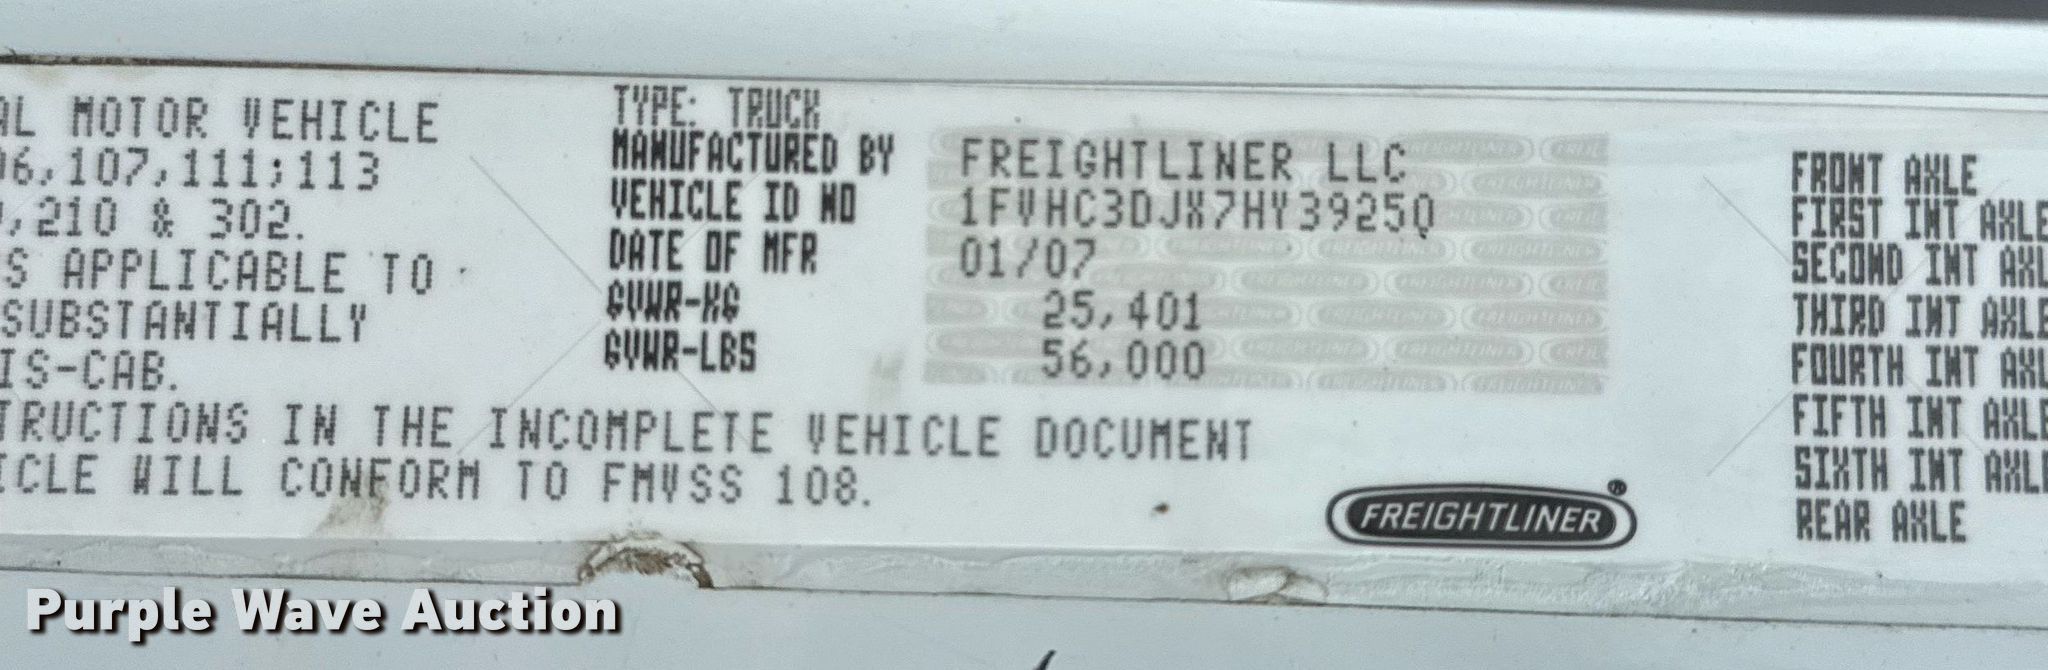 AL MOTOR VEHICLE
06,107,111;113
,210 & 302.
S APPLICABLE TO
SUBSTANTIALLY
IS-CAB.
TRUCTIONS IN THE INCOMPLETE VEHICLE DOCUMENT
ICLE WILL CONFORM TO FMVSS 108.
TYPE: TRUCK
MANUFACTURED BY FREIGHTLINER LLC
VEHICLE ID NO 1FVHC3DJX7HY3925Q
DATE OF MFR 01/07
GVWR-KG 25,401
GVWR-LBS 56,000
FREIGHTLINER®
FRONT AXLE
FIRST INT AXLE
SECOND INT AXL
THIRD INT AXLE
FOURTH INT AXL
FIFTH INT AXLE
SIXTH INT AXLE
REAR AXLE
Purple Wave Auction